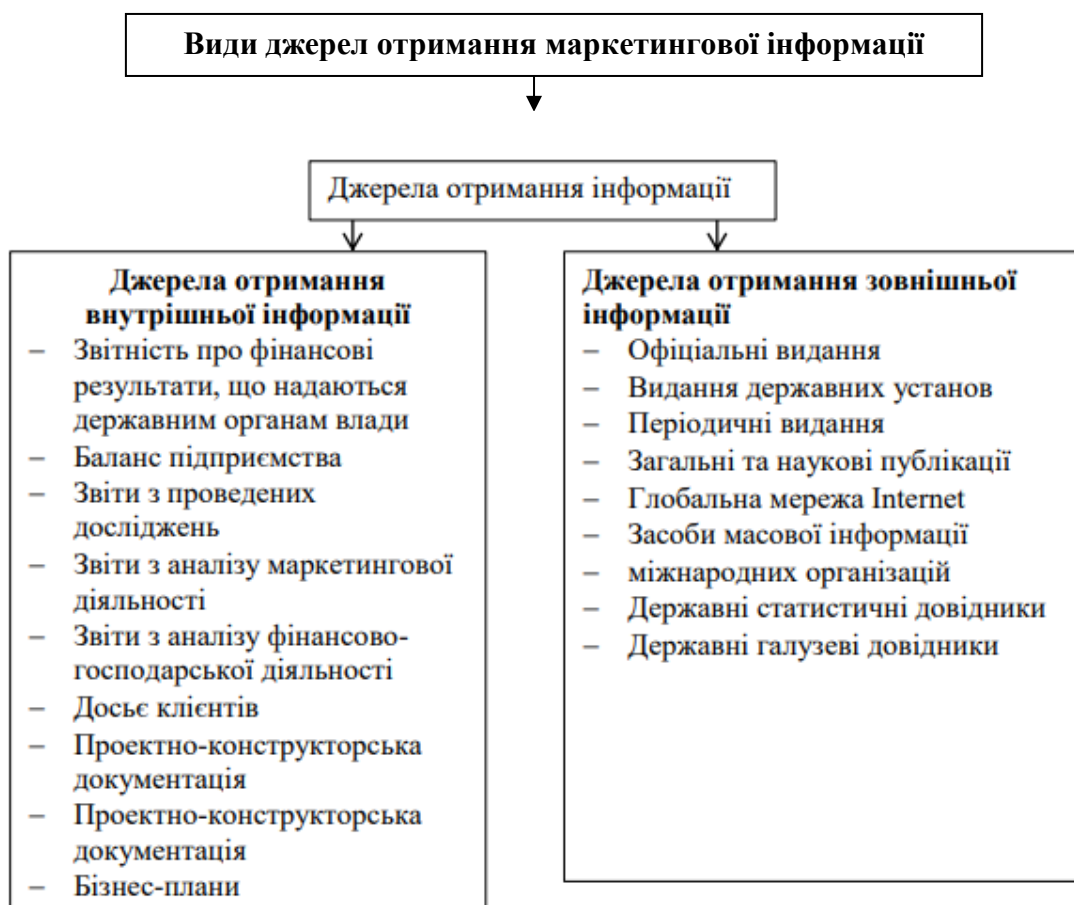 Види джерел отримання маркетингової інформації
Джерела отримання інформації
Джерела отримання
внутрішньої інформації
– Звітність про фінансові
результати, що надаються
державним органам влади
– Баланс підприємства
– Звіти з проведених
досліджень
– Звіти з аналізу маркетингової
діяльності
– Звіти з аналізу фінансово-
господарської діяльності
– Досьє клієнтів
– Проектно-конструкторська
документація
– Проектно-конструкторська
документація
– Бізнес-плани
Джерела отримання зовнішньої
інформації
– Офіціальні видання
– Видання державних установ
– Періодичні видання
– Загальні та наукові публікації
– Глобальна мережа Internet
– Засоби масової інформації
– міжнародних організацій
– Державні статистичні довідники
– Державні галузеві довідники